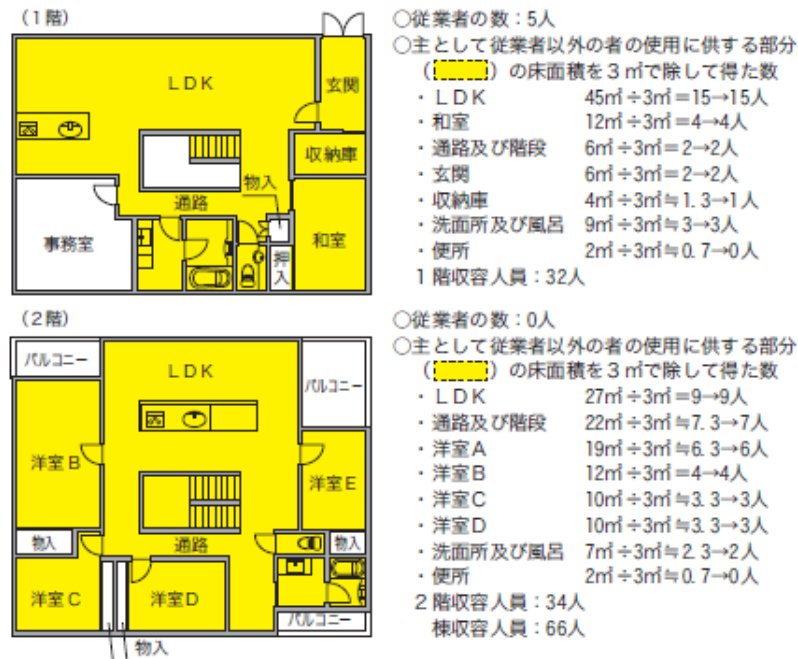 (1階)
LDK
玄関
収納庫
物入
通路
事務室
和室
押入
○従業者の数：5人
○主として従業者以外の者の使用に供する部分
（　　）の床面積を３㎡で除して得た数
・ＬＤＫ　45㎡÷3㎡＝15→15人
・和室　12㎡÷3㎡＝4→4人
・通路及び階段　6㎡÷3㎡＝2→2人
・玄関　6㎡÷3㎡＝2→2人
・収納庫　4㎡÷3㎡≒1.3→1人
・洗面所及び風呂　9㎡÷3㎡≒3→3人
・便所　2㎡÷3㎡≒0.7→0人
１階収容人員：32人
(2階)
バルコニー
LDK
バルコニー
洋室Ｂ
洋室Ｅ
物入
通路
物入
洋室Ｃ
洋室Ｄ
バルコニー
物入
○従業者の数：0人
○主として従業者以外の者の使用に供する部分
（　　）の床面積を３㎡で除して得た数
・ＬＤＫ　27㎡÷3㎡＝9→9人
・通路及び階段　22㎡÷3㎡≒7.3→7人
・洋室Ａ　19㎡÷3㎡≒6.3→6人
・洋室Ｂ　12㎡÷3㎡＝4→4人
・洋室Ｃ　10㎡÷3㎡≒3.3→3人
・洋室Ｄ　10㎡÷3㎡≒3.3→3人
・洗面所及び風呂　7㎡÷3㎡≒2.3→2人
・便所　2㎡÷3㎡≒0.7→0人
２階収容人員：34人
棟収容人員：66人